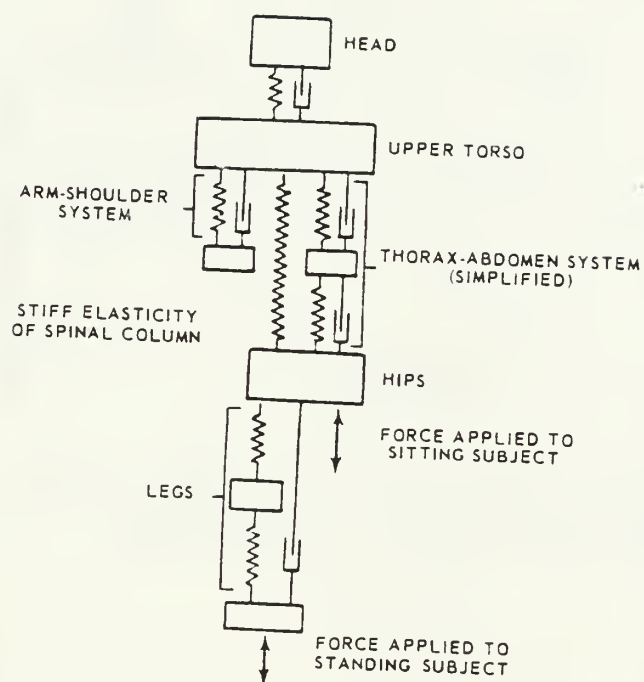 HEAD
UPPER TORSO
ARM-SHOULDER
SYSTEM
THORAX-ABDOMEN SYSTEM
(SIMPLIFIED)
STIFF ELASTICITY
OF SPINAL COLUMN
HIPS
FORCE APPLIED TO
SITTING SUBJECT
LEGS
FORCE APPLIED TO
STANDING SUBJECT